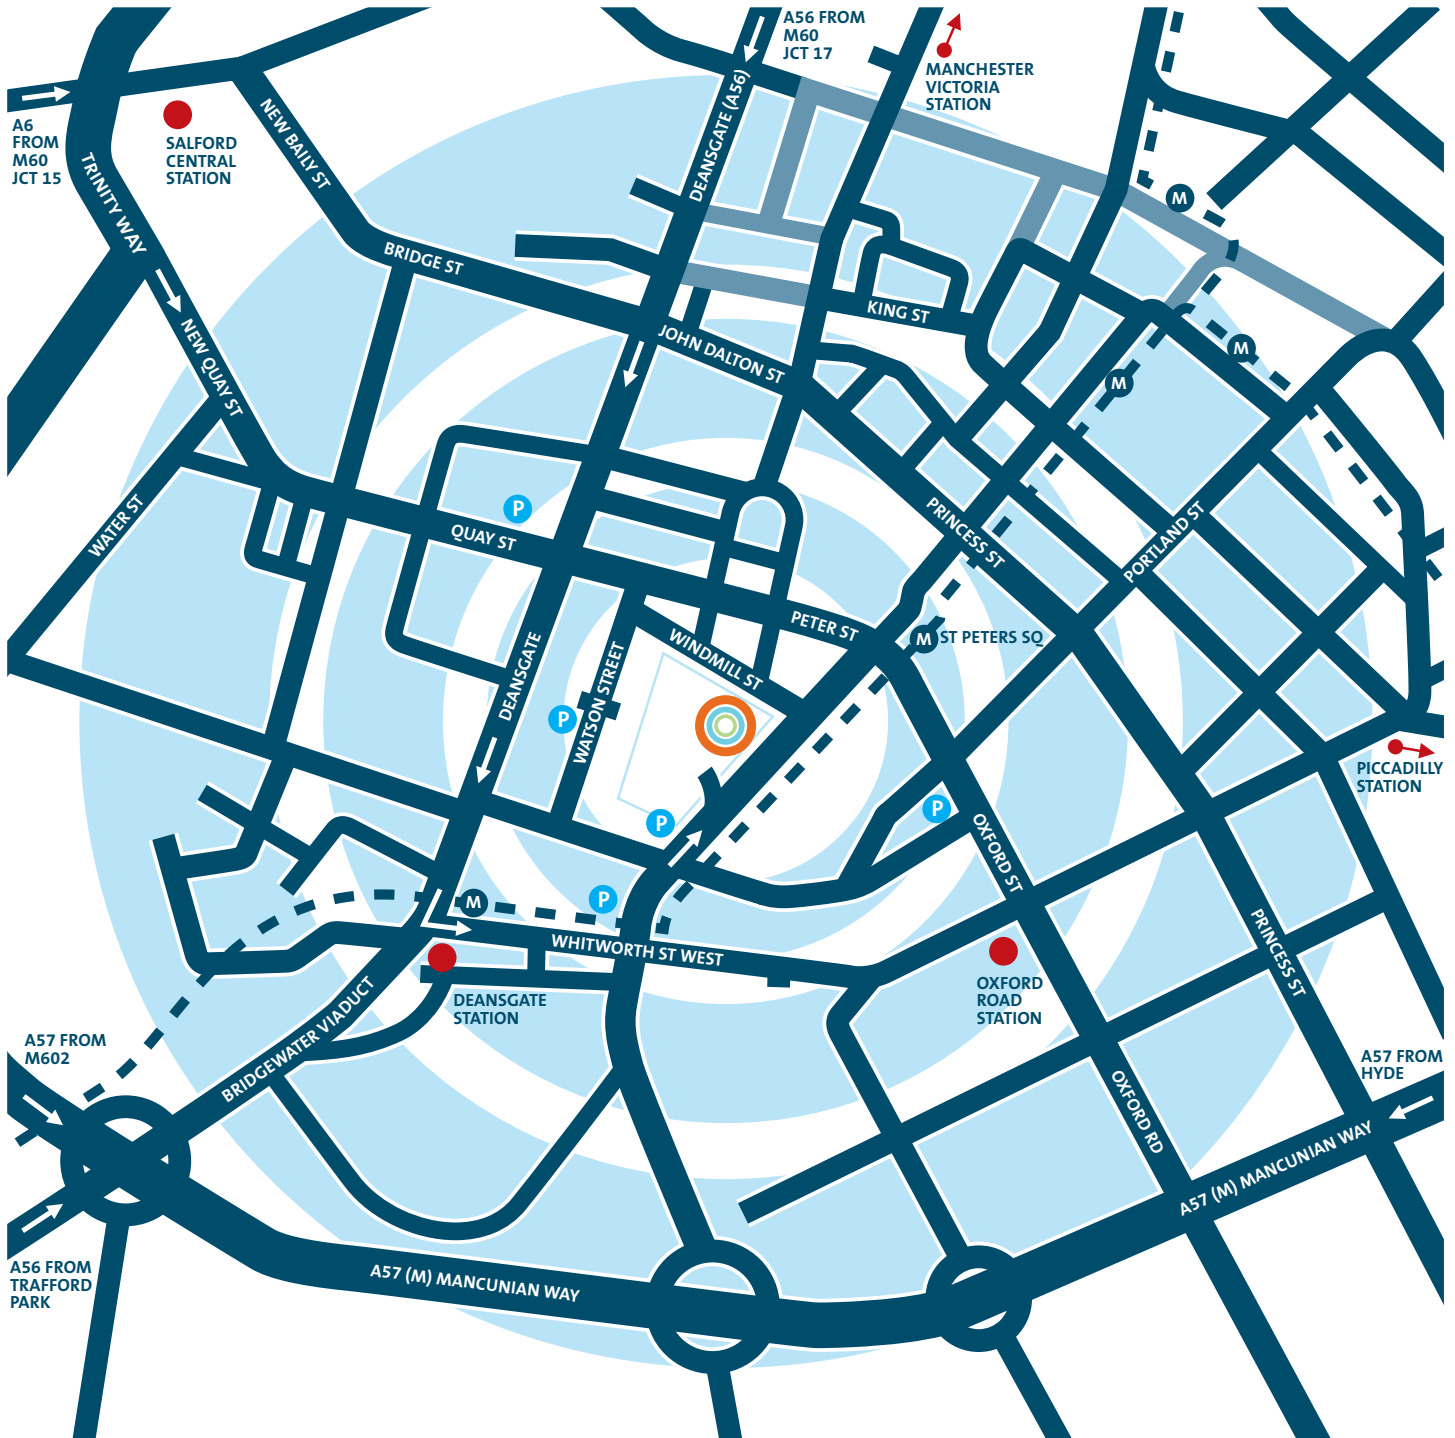 A56 FROM
M60
JCT 17
MANCHESTER
VICTORIA
STATION
A6
FROM
M60
JCT 15
SALFORD
CENTRAL
STATION
NEW BAILY ST
DEANSGATE (A56)
TRINITY WAY
M
BRIDGE ST
KING ST
NEW QUAY ST
JOHN DALTON ST
M
M
WATER ST
P
QUAY ST
PRINCESS ST
PORTLAND ST
PETER ST
M
ST PETERS SQ
WINDMILL ST
DEANSGATE
WATSON STREET
P
PICCADILLY
STATION
P
P
OXFORD ST
P
M
WHITWORTH ST WEST
PRINCESS ST
DEANSGATE
STATION
OXFORD
ROAD
STATION
BRIDGEWATER VIADUCT
A57 FROM
M602
A57 FROM
HYDE
OXFORD RD
A57 (M) MANCUNIAN WAY
A56 FROM
TRAFFORD
PARK
A57 (M) MANCUNIAN WAY